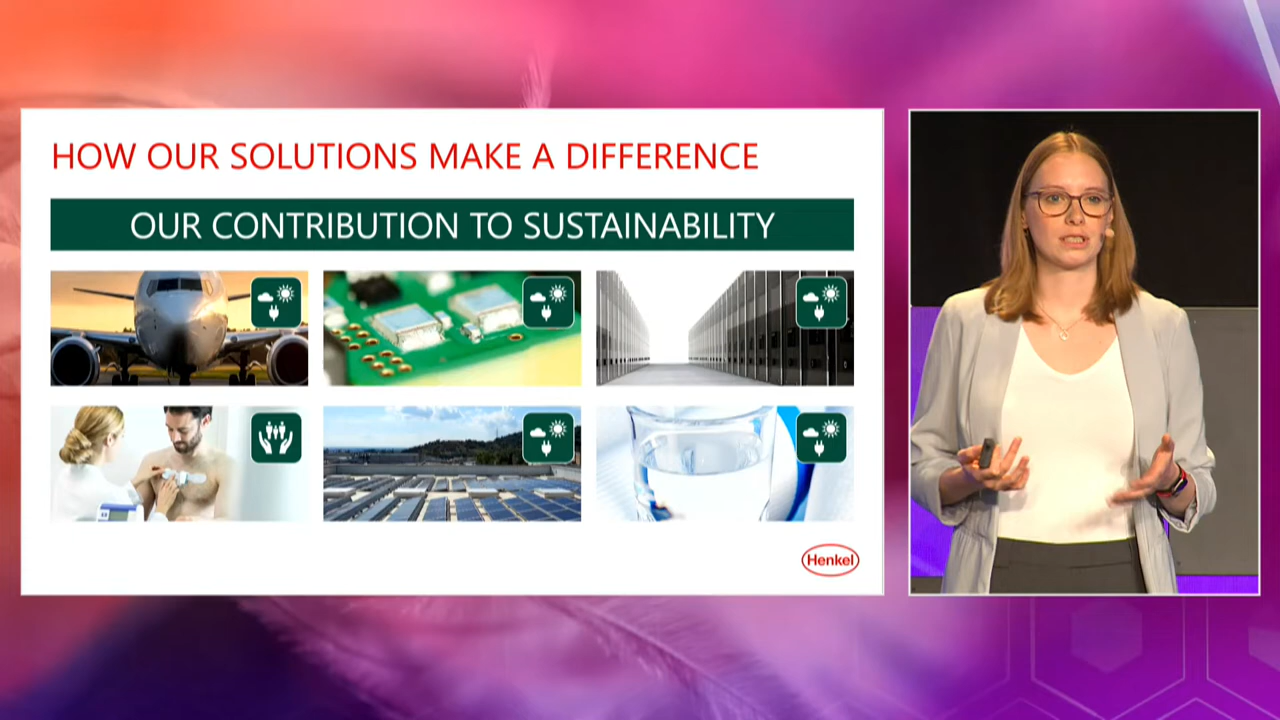 HOW OUR SOLUTIONS MAKE A DIFFERENCE
OUR CONTRIBUTION TO SUSTAINABILITY
Henkel